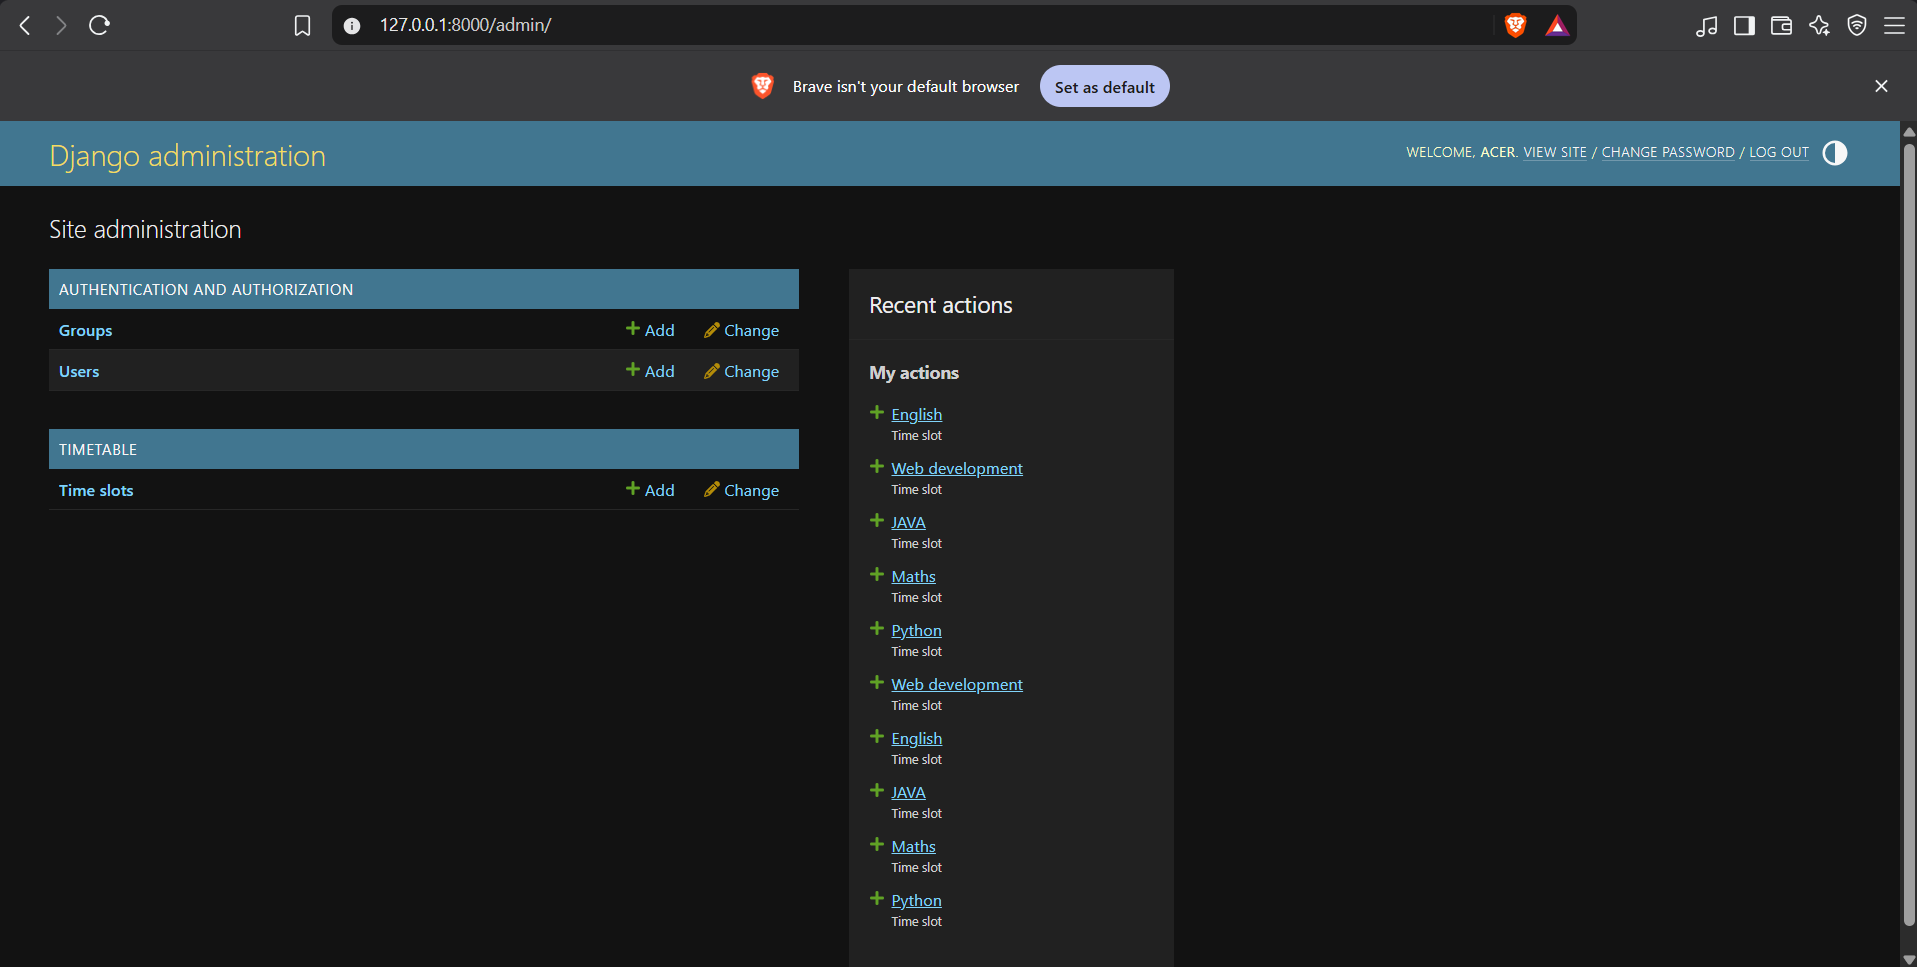 127.0.0.1:8000/admin/
Brave isn't your default browser
Set as default
Django administration
WELCOME, ACER. VIEW SITE / CHANGE PASSWORD / LOG OUT
Site administration
AUTHENTICATION AND AUTHORIZATION
Groups Add Change
Users Add Change
TIMETABLE
Time slots Add Change
Recent actions
My actions
English
Time slot
Web development
Time slot
JAVA
Time slot
Maths
Time slot
Python
Time slot
Web development
Time slot
English
Time slot
JAVA
Time slot
Maths
Time slot
Python
Time slot